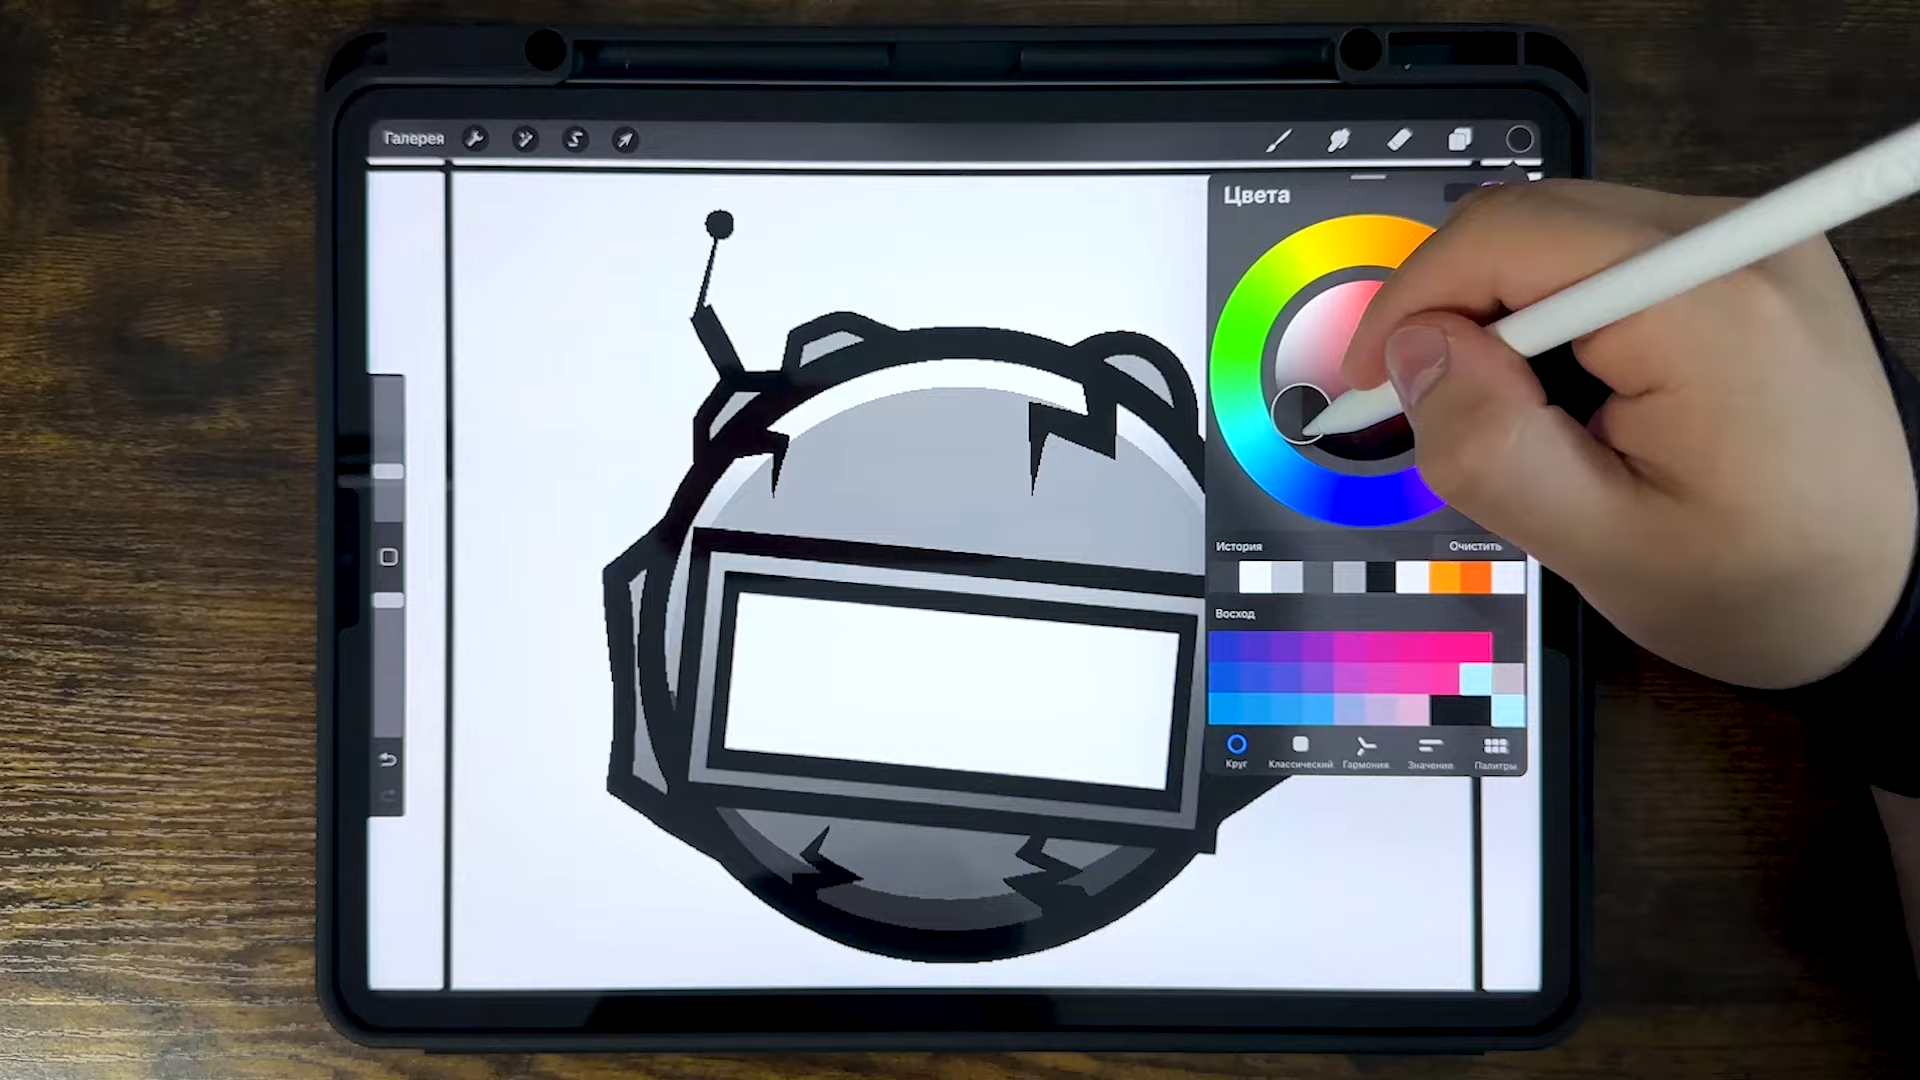 Галерея
Цвета
История
Очистить
Восход
Круг
Классический
Гармония
Значение
Палитры